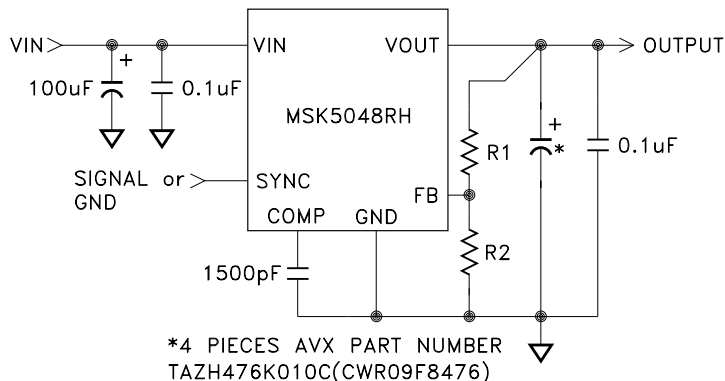 VIN
VIN
VOUT
OUTPUT
+
100uF
0.1uF
MSK5048RH
R1
+
*
0.1uF
SIGNAL or
GND
SYNC
FB
COMP
GND
R2
1500pF
*4 PIECES AVX PART NUMBER
TAZH476K010C(CWR09F8476)